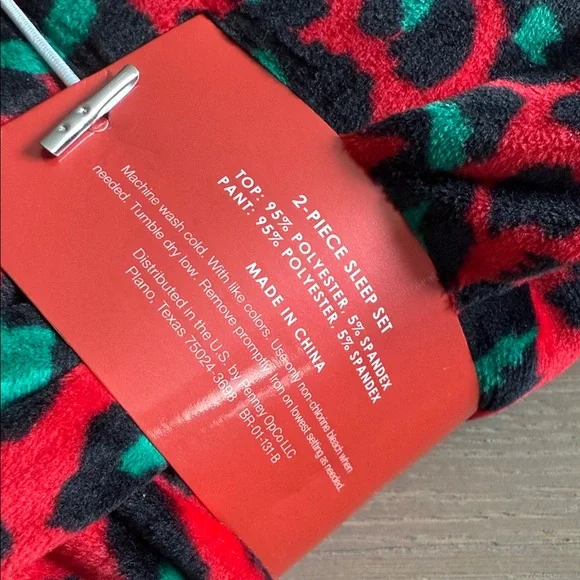 2-PIECE SLEEP SET
TOP: 95% POLYESTER, 5% SPANDEX
PANT: 95% POLYESTER, 5% SPANDEX
MADE IN CHINA
Machine wash cold. With like colors. Use only non-chlorine bleach when
needed. Tumble dry low. Remove promptly. Iron on lowest setting as needed.
Distributed in the U.S. by Penney OpCo LLC
Plano, Texas 75024-3698 BR-01-131-B